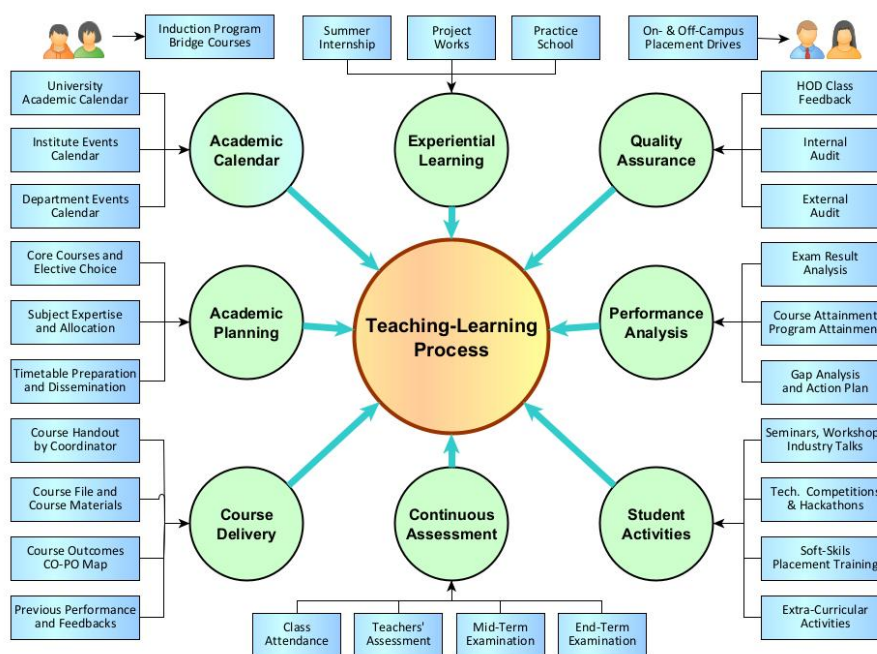 Induction Program
Bridge Courses
Summer
Internship
Project
Works
Practice
School
On- & Off-Campus
Placement Drives
University
Academic Calendar
Institute Events
Calendar
Department Events
Calendar
Academic
Calendar
Experiential
Learning
Quality
Assurance
HOD Class
Feedback
Internal
Audit
External
Audit
Core Courses and
Elective Choice
Subject Expertise
and Allocation
Timetable Preparation
and Dissemination
Academic
Planning
Teaching-Learning
Process
Performance
Analysis
Exam Result
Analysis
Course Attainment
Program Attainment
Gap Analysis
and Action Plan
Course Handout
by Coordinator
Course File and
Course Materials
Course Outcomes
CO-PO Map
Previous Performance
and Feedbacks
Course
Delivery
Continuous
Assessment
Student
Activities
Seminars, Workshop
Industry Talks
Tech. Competitions
& Hackathons
Soft-Skils
Placement Training
Extra-Curricular
Activities
Class
Attendance
Teachers'
Assessment
Mid-Term
Examination
End-Term
Examination